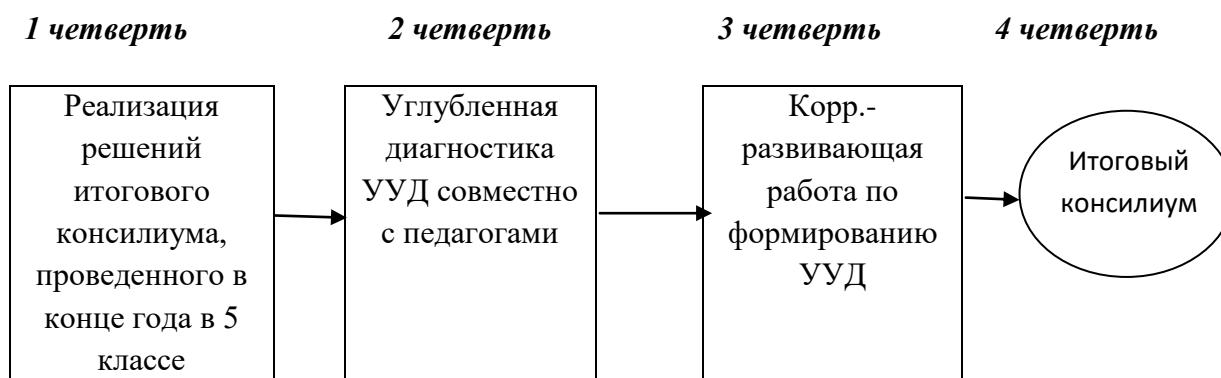 1 четверть
2 четверть
3 четверть
4 четверть
Реализация
решений
итогового
консилиума,
проведенного в
конце года в 5
классе
Углубленная
диагностика
УУД совместно
с педагогами
Корр.-
развивающая
работа по
формированию
УУД
Итоговый
консилиум